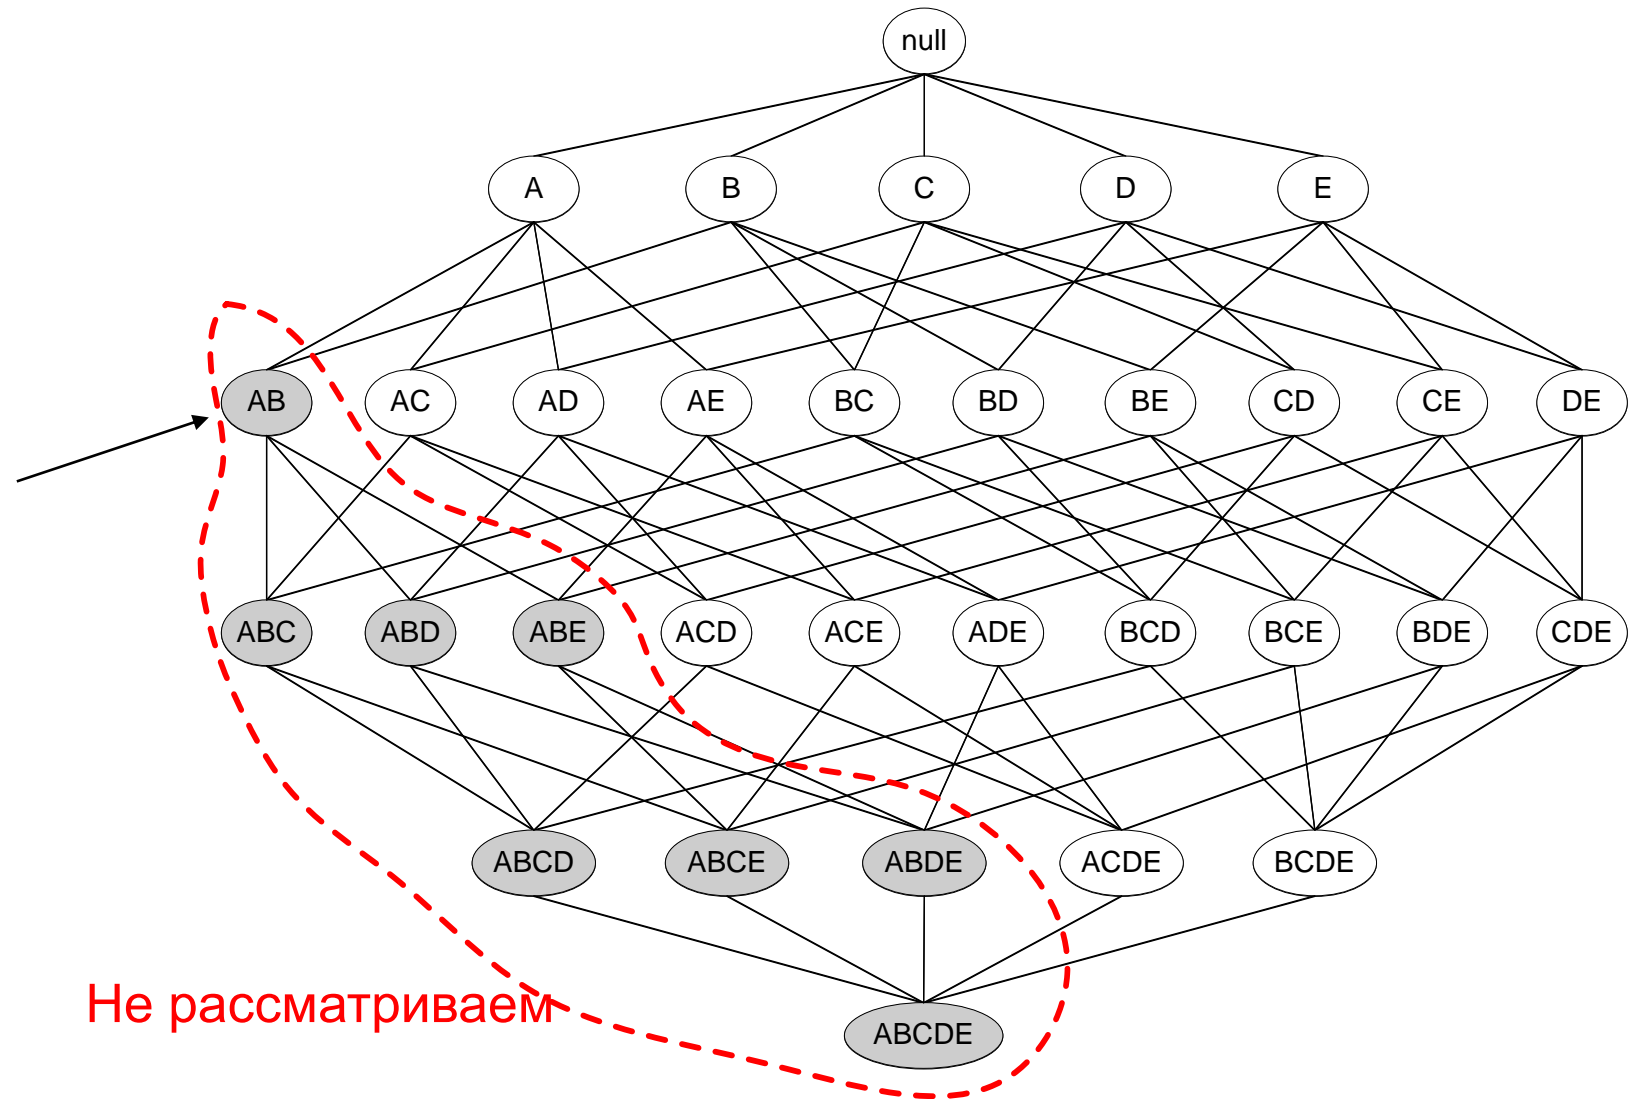 null
A B C D E
AB AC AD AE BC BD BE CD CE DE
ABC ABD ABE ACD ACE ADE BCD BCE BDE CDE
ABCD ABCE ABDE ACDE BCDE
Не рассматриваем
ABCDE